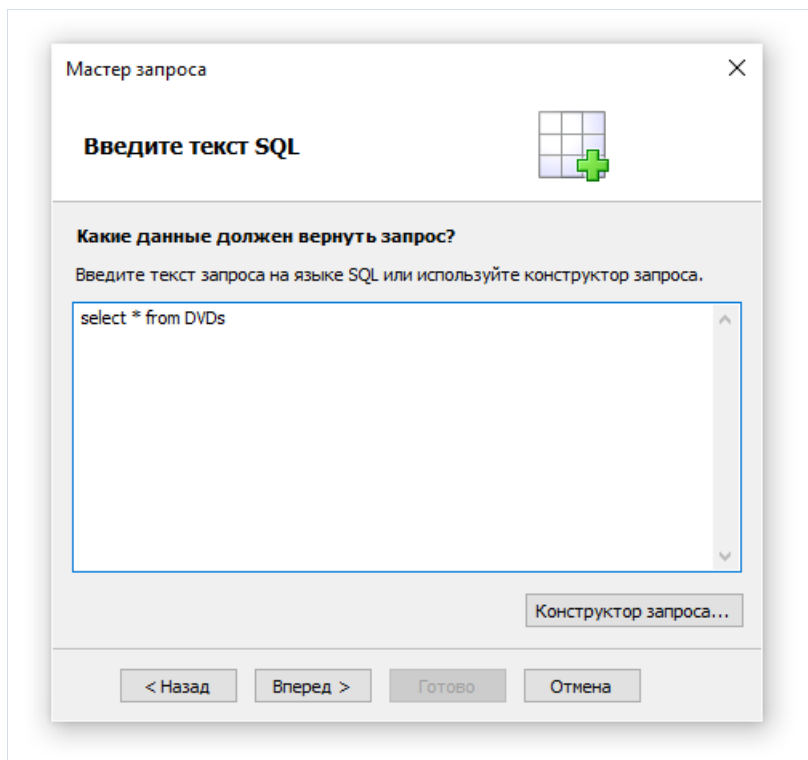 Мастер запроса
Введите текст SQL
Какие данные должен вернуть запрос?
Введите текст запроса на языке SQL или используйте конструктор запроса.
select * from DVDs
Конструктор запроса...
< Назад
Вперед >
Готово
Отмена